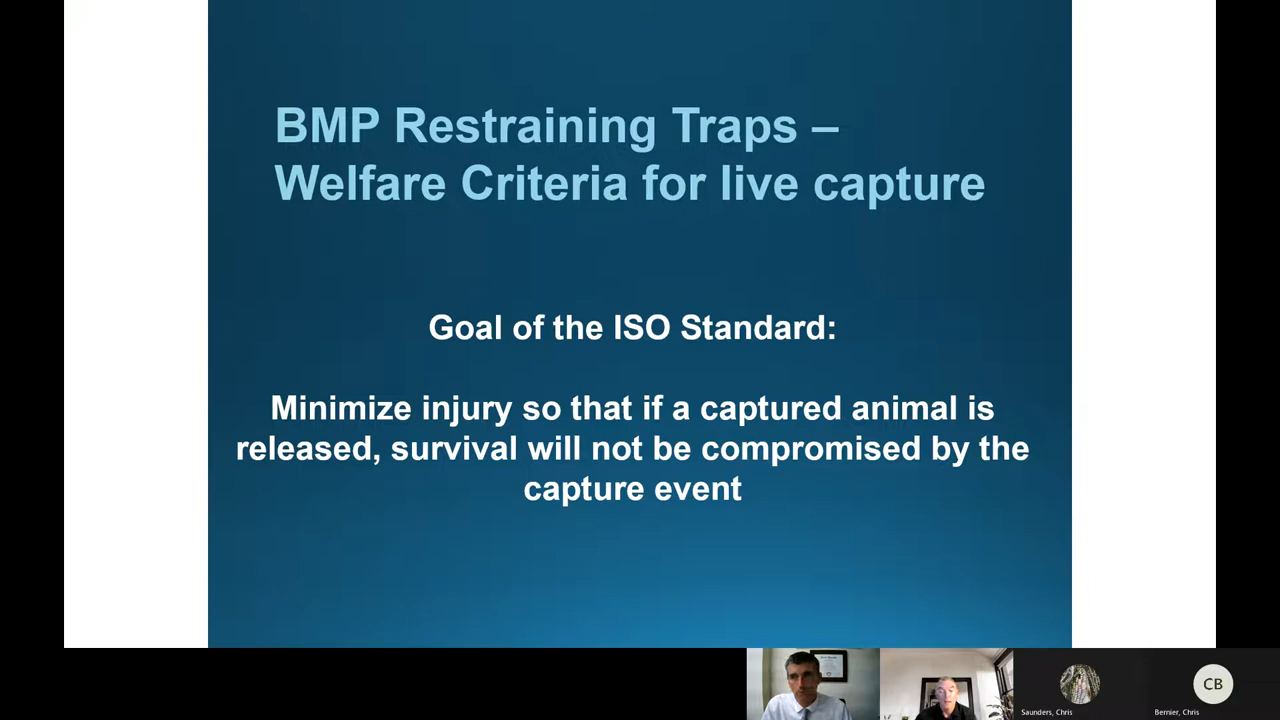 BMP Restraining Traps –
Welfare Criteria for live capture
Goal of the ISO Standard:
Minimize injury so that if a captured animal is
released, survival will not be compromised by the
capture event
Saunders, Chris
CB
Bernier, Chris